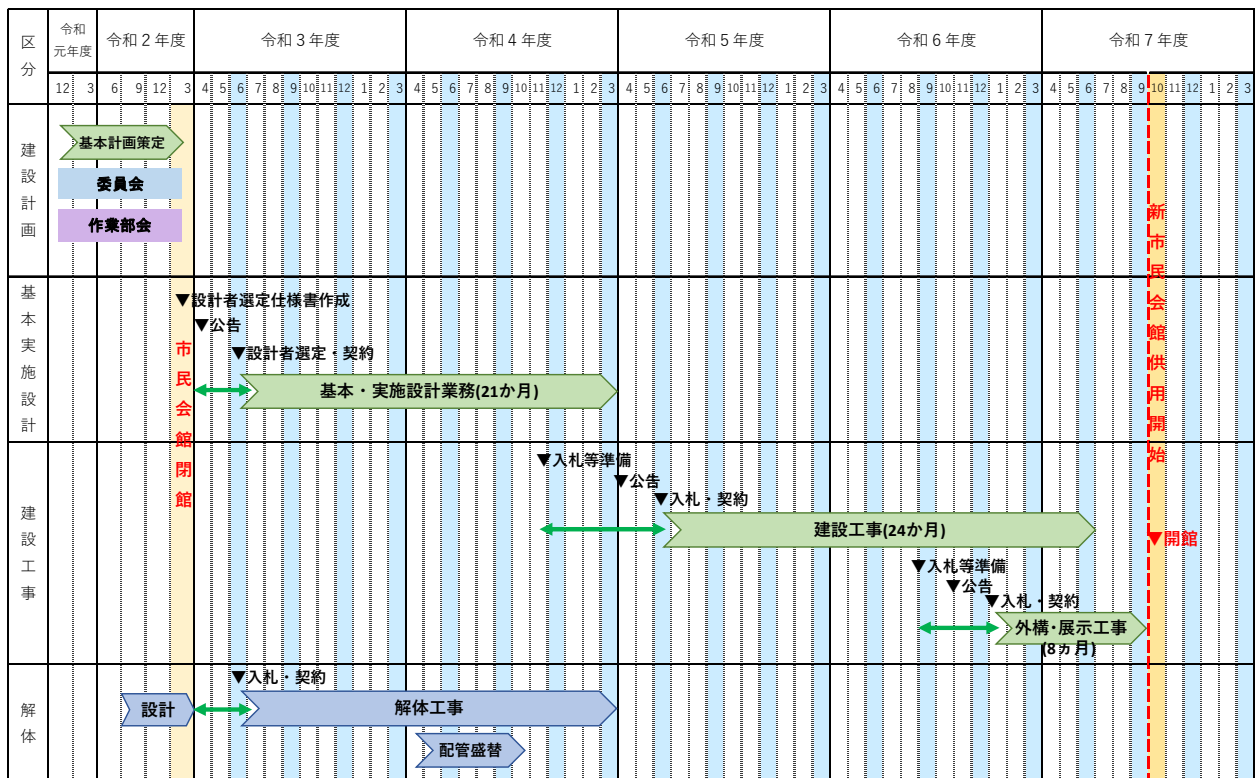 区分
令和元年度
令和2年度
令和3年度
令和4年度
令和5年度
令和6年度
令和7年度
12 3 6 9 12 3 4 5 6 7 8 9 10 11 12 1 2 3 4 5 6 7 8 9 10 11 12 1 2 3 4 5 6 7 8 9 10 11 12 1 2 3 4 5 6 7 8 9 10 11 12 1 2 3 4 5 6 7 8 9 10 11 12 1 2 3
建設計画
基本計画策定
委員会
作業部会
新市民会館供用開始
基本実施設計
▼設計者選定仕様書作成
▼公告
市民会館閉館
▼設計者選定・契約
基本・実施設計業務(21か月)
建設工事
▼入札等準備
▼公告
▼入札・契約
建設工事(24か月)
▼開館
▼入札等準備
▼公告
▼入札・契約
外構・展示工事
(8ヵ月)
解体
▼入札・契約
設計
解体工事
配管盛替